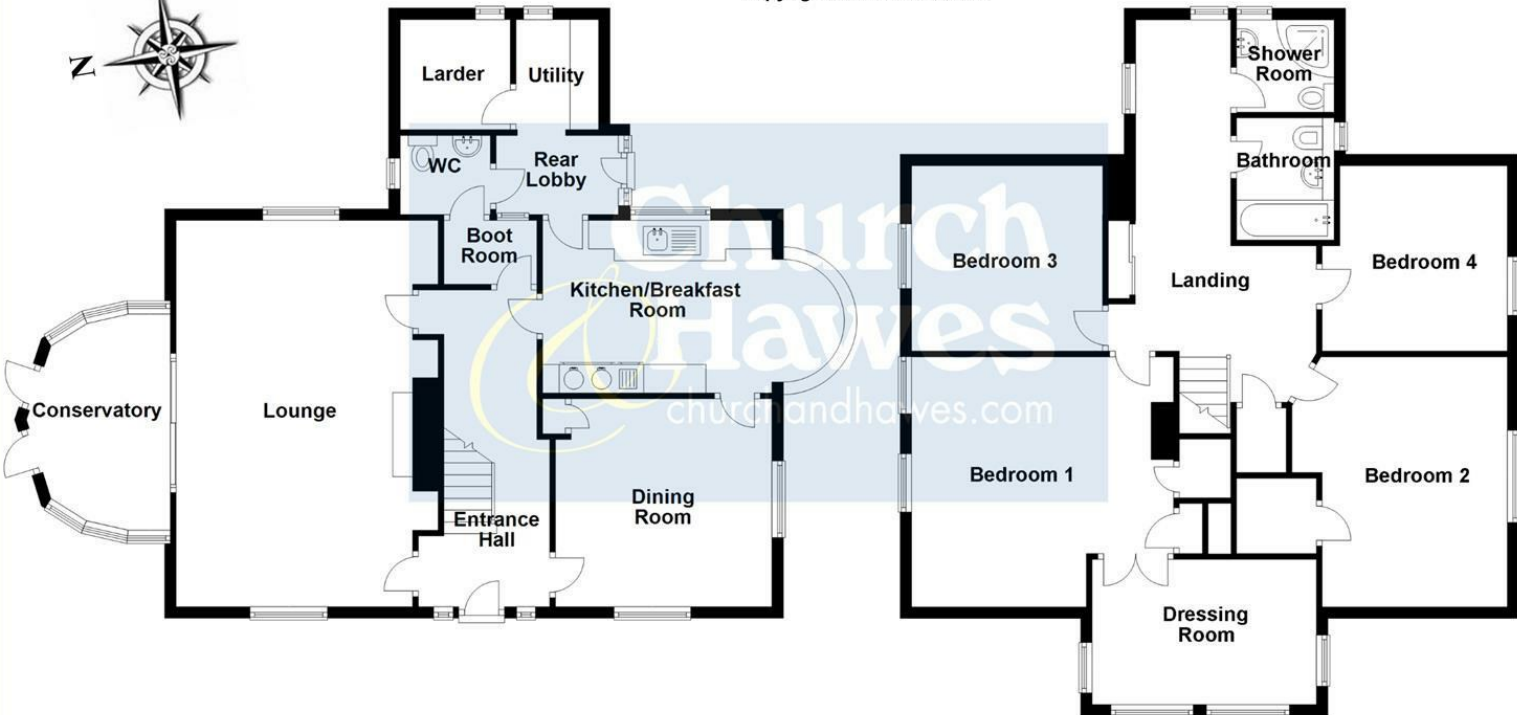 N
Larder
Utility
WC
Rear
Lobby
Boot
Room
Kitchen/Breakfast
Room
Conservatory
Lounge
Entrance
Hall
Dining
Room
Church
&
Hawes
churchandhawes.com
Shower
Room
Bathroom
Bedroom 3
Landing
Bedroom 4
Bedroom 1
Bedroom 2
Dressing
Room